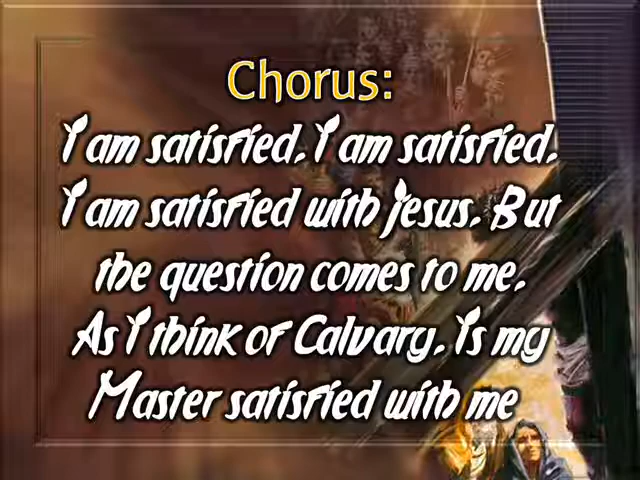 Chorus:
I am satisfied, I am satisfied,
I am satisfied with Jesus, But
the question comes to me,
As I think of Calvary, Is my
Master satisfied with me